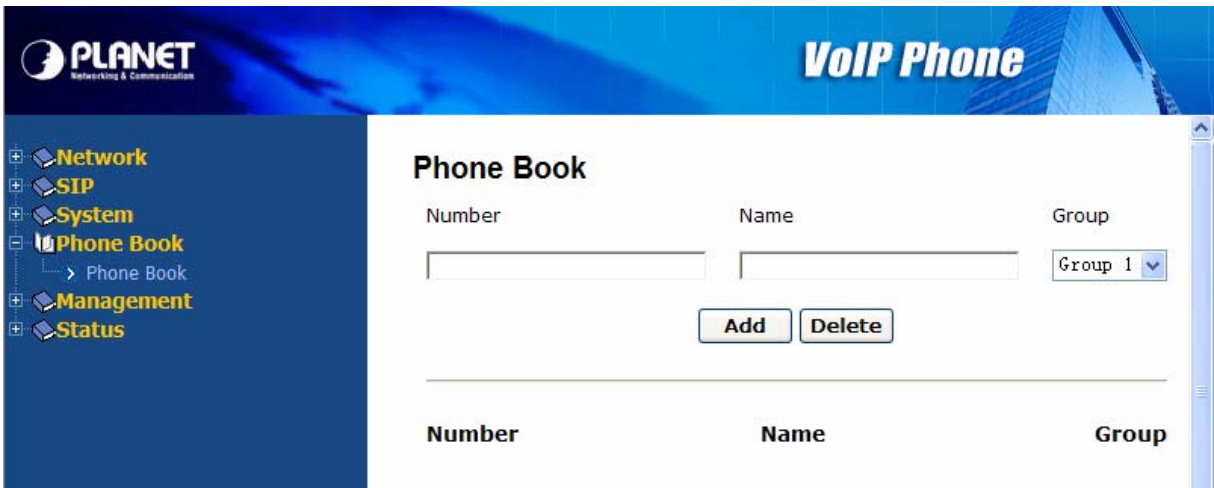 PLANET
Networking & Communication
VoIP Phone
Network
SIP
System
Phone Book
Phone Book
Management
Status
Phone Book
Number Name Group
Group 1
Add Delete
Number Name Group